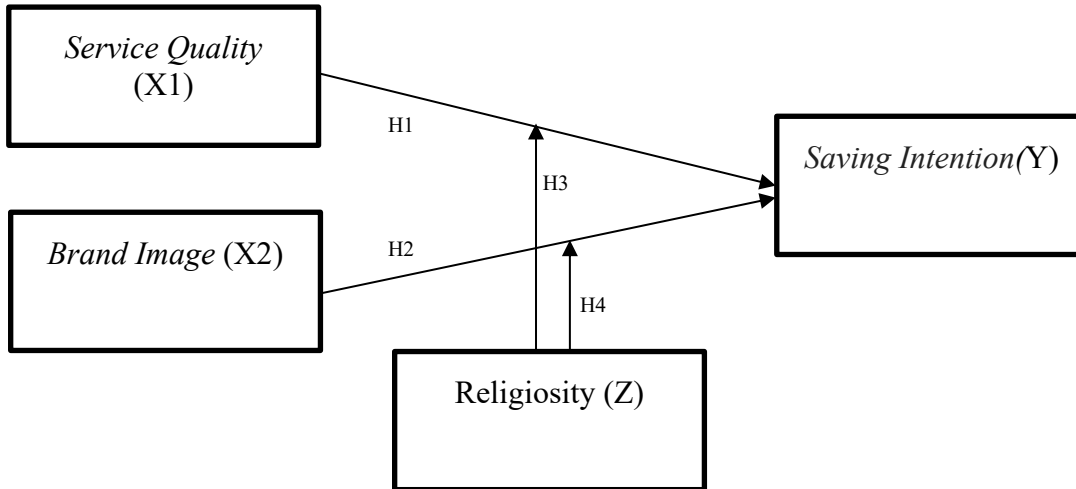 Service Quality
(X1)
H1
Saving Intention(Y)
H3
Brand Image (X2)
H2
H4
Religiosity (Z)